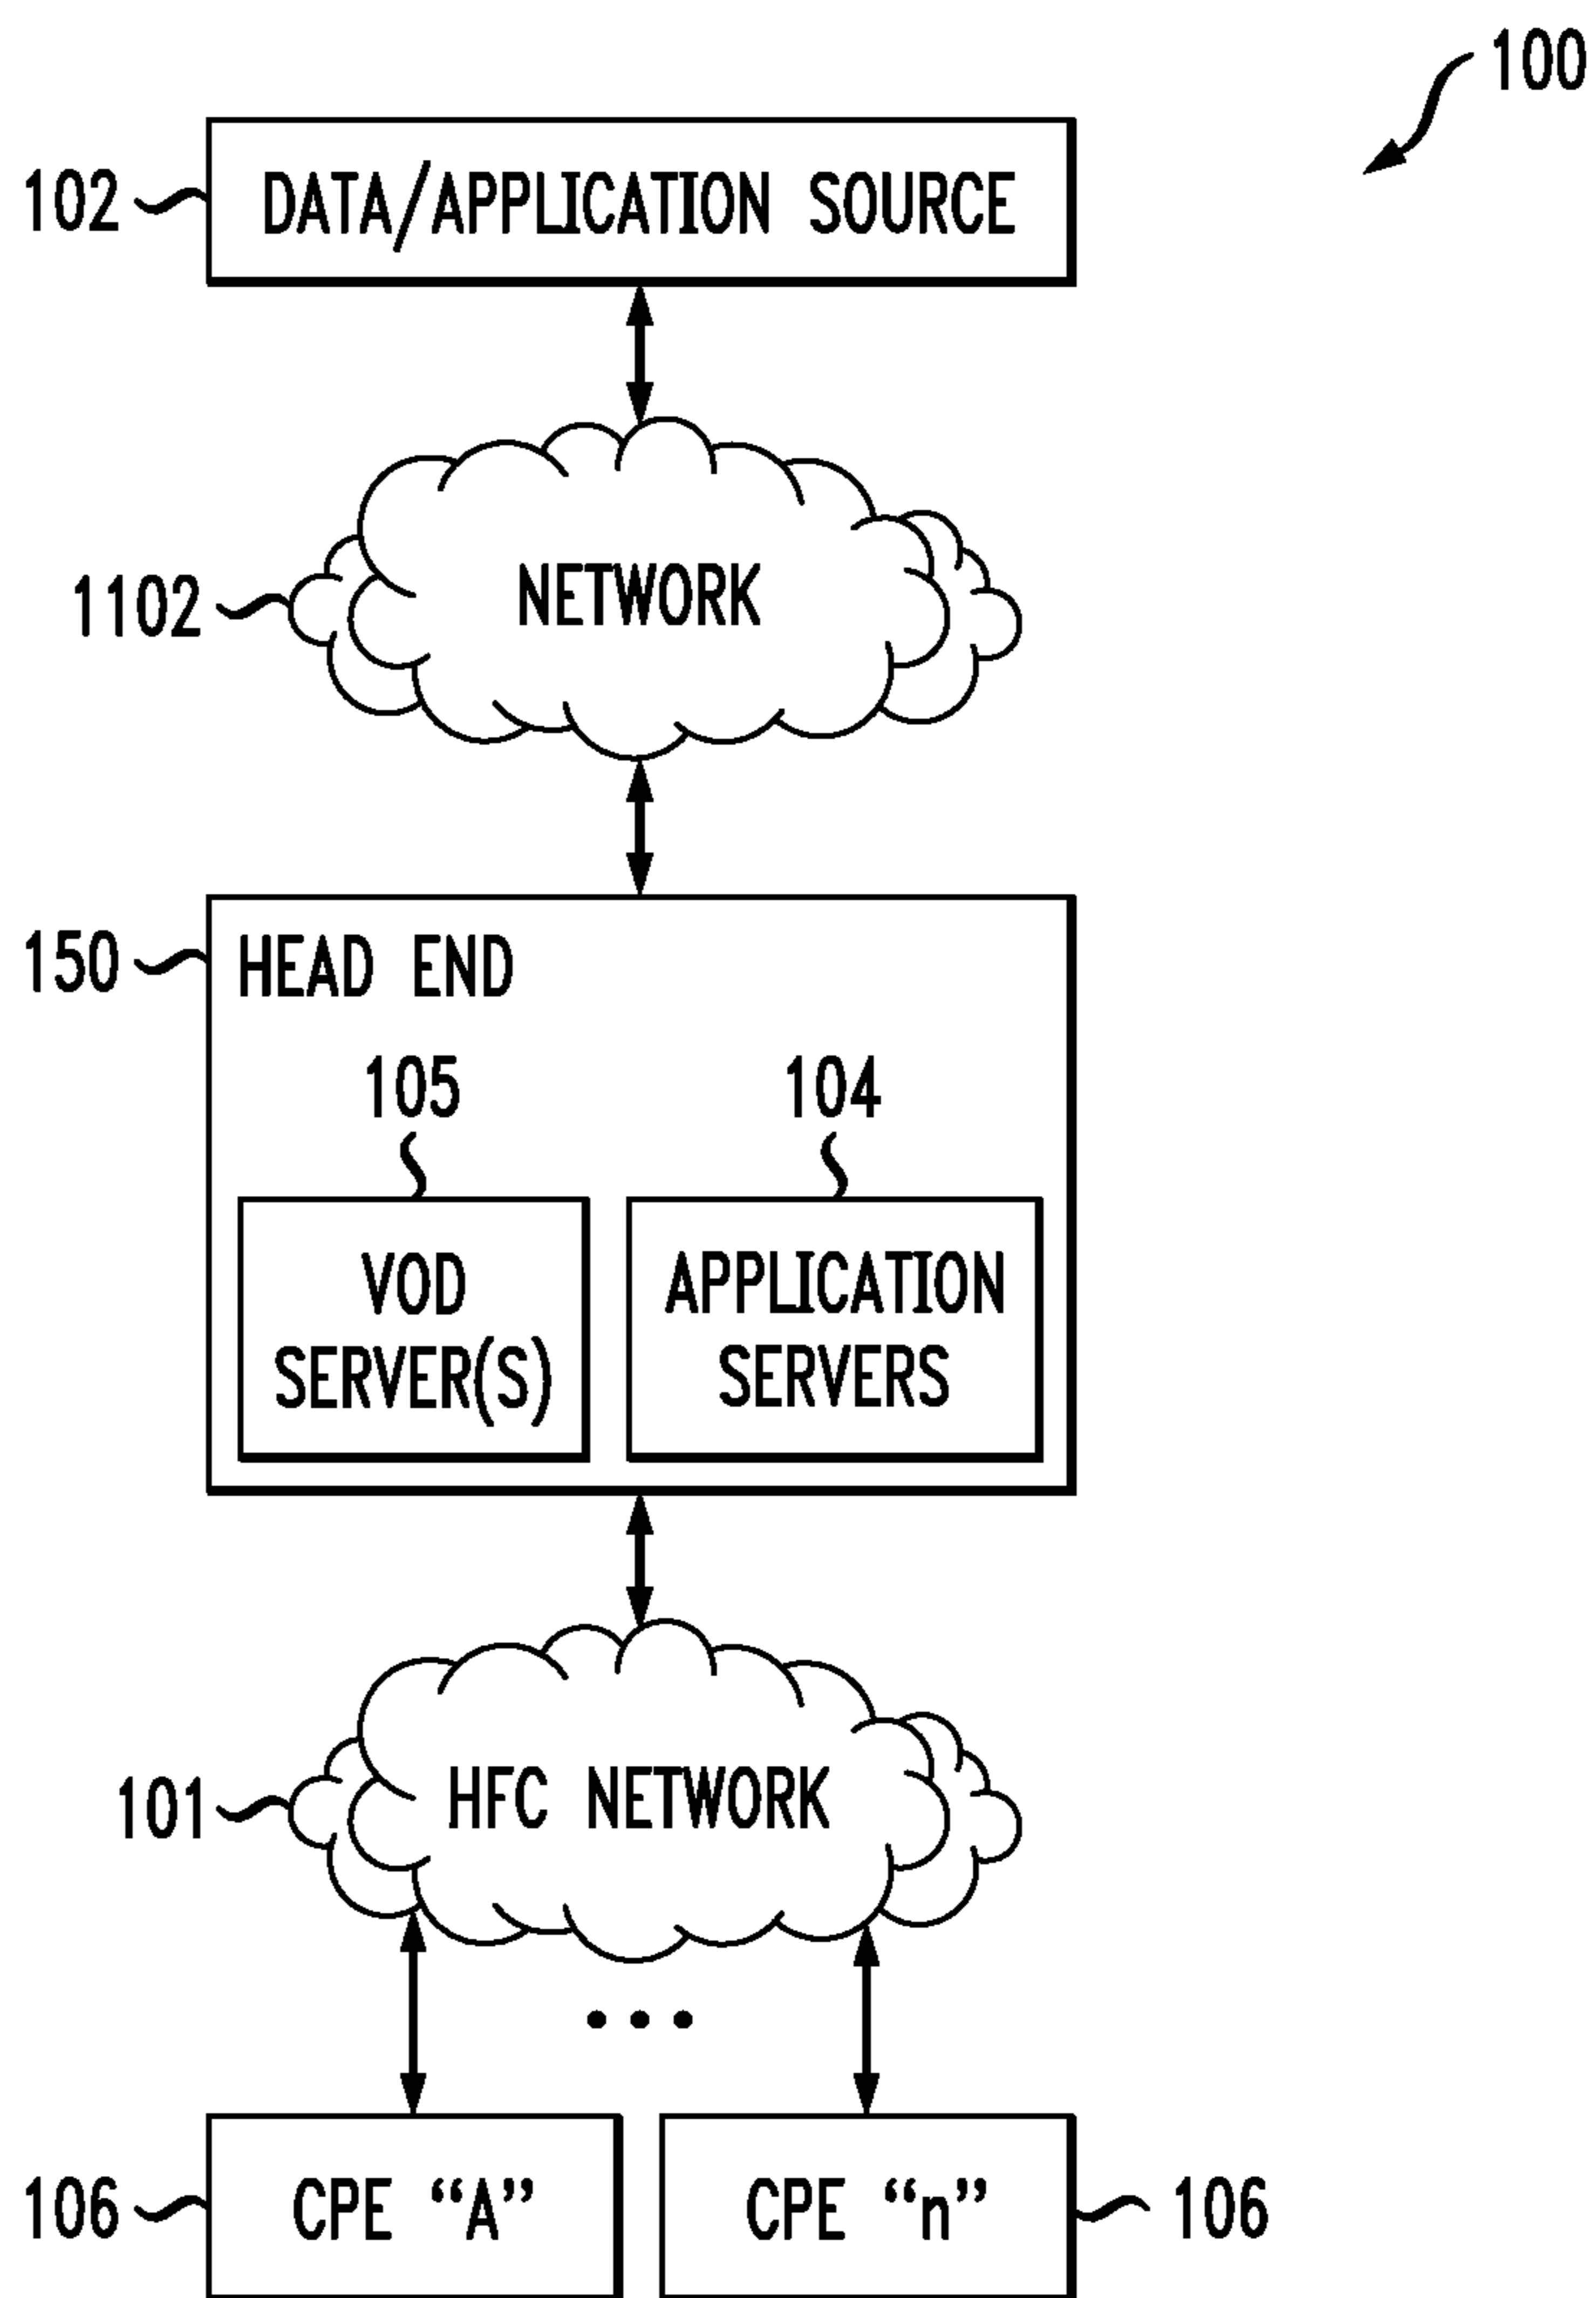 100
102 DATA/APPLICATION SOURCE
1102 NETWORK
150 HEAD END
105 104
VOD
SERVER(S)
APPLICATION
SERVERS
101 HFC NETWORK
106 CPE “A” CPE “n” 106